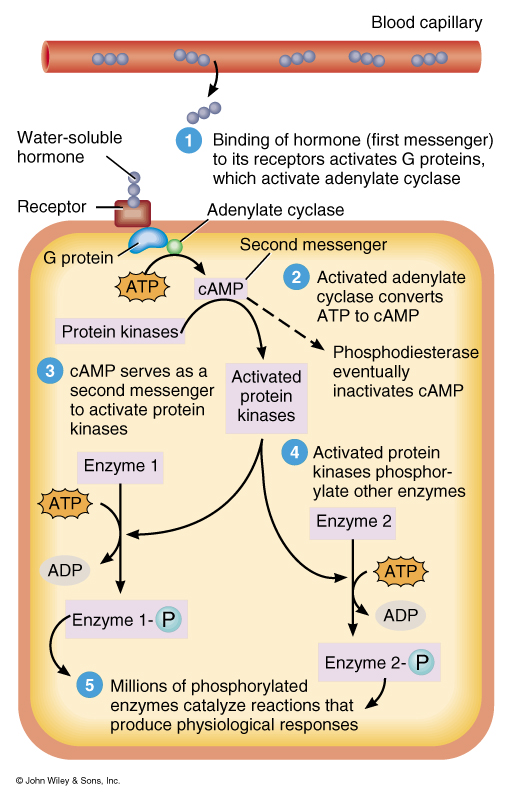 Blood capillary
Water-soluble
hormone
1 Binding of hormone (first messenger)
to its receptors activates G proteins,
which activate adenylate cyclase
Receptor
Adenylate cyclase
G protein
Second messenger
ATP
cAMP
2 Activated adenylate
cyclase converts
ATP to cAMP
Protein kinases
Phosphodiesterase
eventually
inactivates cAMP
3 cAMP serves as a
second messenger
to activate protein
kinases
Activated
protein
kinases
4 Activated protein
kinases phosphor-
ylate other enzymes
Enzyme 1
ATP
ADP
Enzyme 1- P
Enzyme 2
ATP
ADP
Enzyme 2- P
5 Millions of phosphorylated
enzymes catalyze reactions that
produce physiological responses
© John Wiley & Sons, Inc.